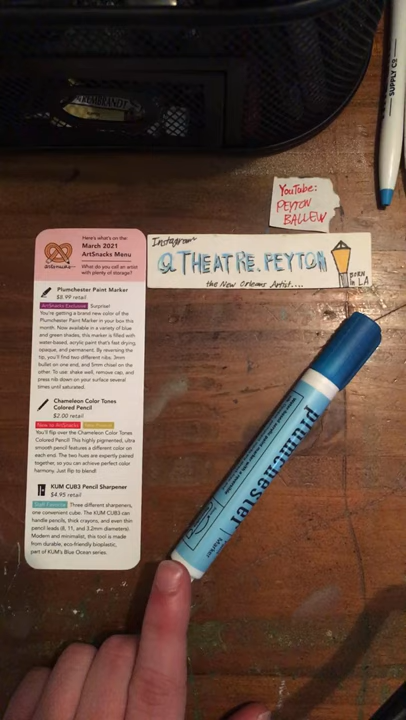 REMBRANDT
SUPPLY CO
YouTube:
PEYTON
BALLEW
Instagram
@THEATRE.PEYTON
BORN
in LA
the New Orleans Artist....
ArtSnacks
Here's what's on the:
March 2021
ArtSnacks Menu
What do you call an artist
with plenty of storage?
Plumchester Paint Marker
$8.99 retail
ArtSnacks Exclusive Surprise!
You're getting a brand new color of the
Plumchester Paint Marker in your box this
month. Now available in a variety of blue
and green shades, this marker is filled with
water-based, acrylic paint that's fast drying,
opaque, and permanent. By reversing the
tip, you'll find two different nibs, 3mm
bullet on one end, and 5mm chisel on the
other. To use: shake well, remove cap, and
press nib down on your surface several
times until saturated.
Chameleon Color Tones
Colored Pencil
$2.00 retail
New to ArtSnacks New Product
You'll flip over the Chameleon Color Tones
Colored Pencil! This highly pigmented, ultra
smooth pencil features a different color on
each end. The two hues are expertly paired
together, so you can achieve perfect color
harmony. Just flip to blend!
KUM CUB3 Pencil Sharpener
$4.95 retail
Staff Favorite Three different sharpeners,
one convenient cube. The KUM CUB3 can
handle pencils, thick crayons, and even thin
pencil leads (8, 11, and 3.2mm diameters).
Modern and minimalist, this tool is made
from durable, eco-friendly bioplastic,
part of KUM's Blue Ocean series.
plumchester
Marker